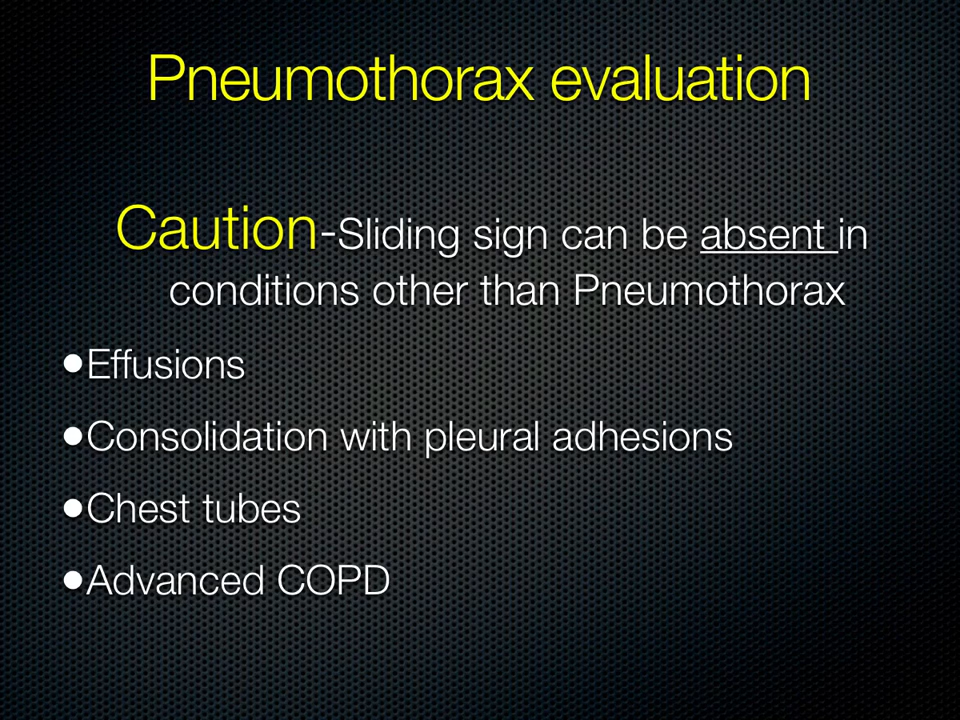 Pneumothorax evaluation
Caution-Sliding sign can be absent in
conditions other than Pneumothorax
•Effusions
•Consolidation with pleural adhesions
•Chest tubes
•Advanced COPD